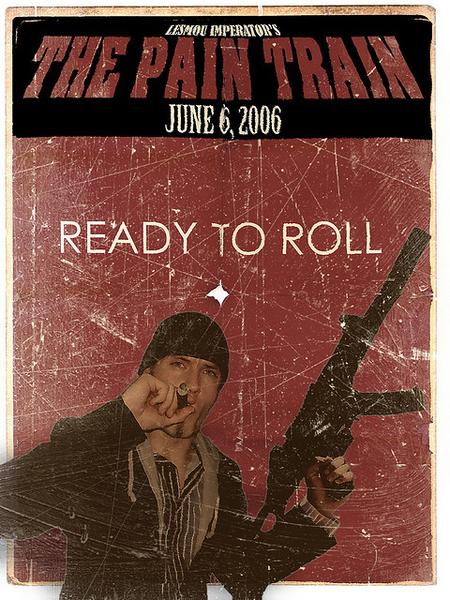 LESMOU IMPERATOR'S
THE PAIN TRAIN
JUNE 6, 2006
READY TO ROLL